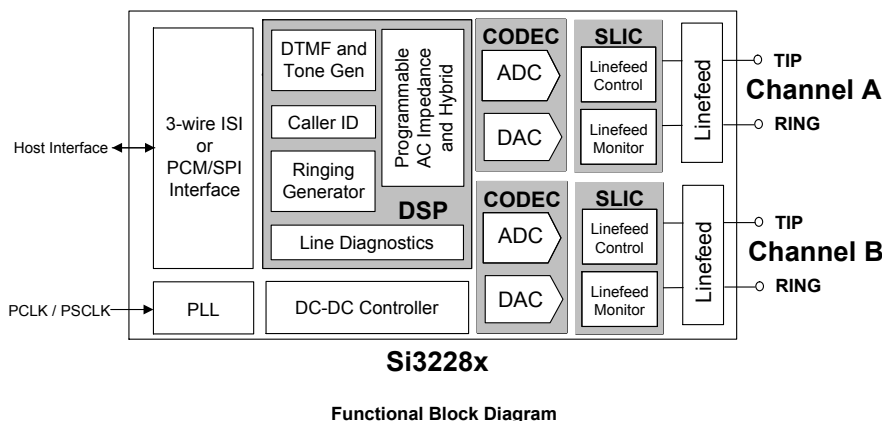 Host Interface
PCLK / PSCLK
3-wire ISI
or
PCM/SPI
Interface
PLL
DTMF and
Tone Gen
Caller ID
Ringing
Generator
Programmable
AC Impedance
and Hybrid
DSP
Line Diagnostics
DC-DC Controller
CODEC
ADC
DAC
SLIC
Linefeed
Control
Linefeed
Monitor
Linefeed
TIP
Channel A
RING
CODEC
ADC
DAC
SLIC
Linefeed
Control
Linefeed
Monitor
Linefeed
TIP
Channel B
RING
Si3228x
Functional Block Diagram